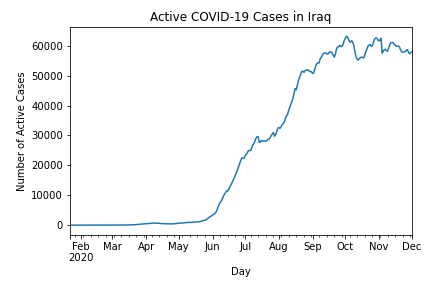 Active COVID-19 Cases in Iraq
Number of Active Cases
60000
50000
40000
30000
20000
10000
0
Feb Mar Apr May Jun Jul Aug Sep Oct Nov Dec
2020
Day